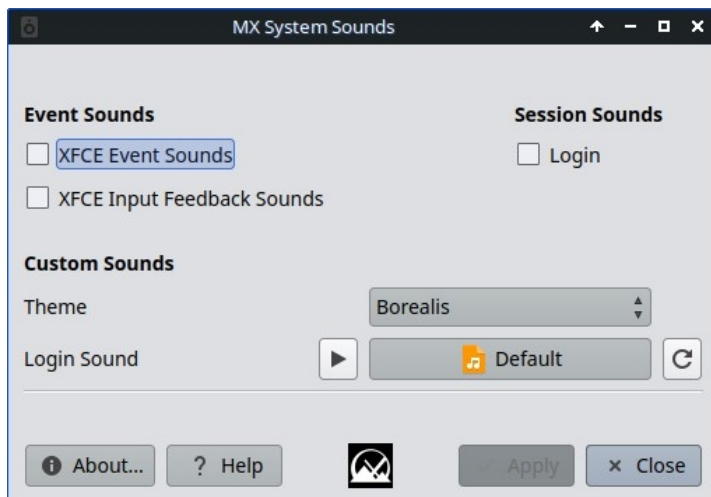 MX System Sounds
Event Sounds
Session Sounds
XFCE Event Sounds
Login
XFCE Input Feedback Sounds
Custom Sounds
Theme
Borealis
Login Sound
Default
About...
? Help
Apply
Close